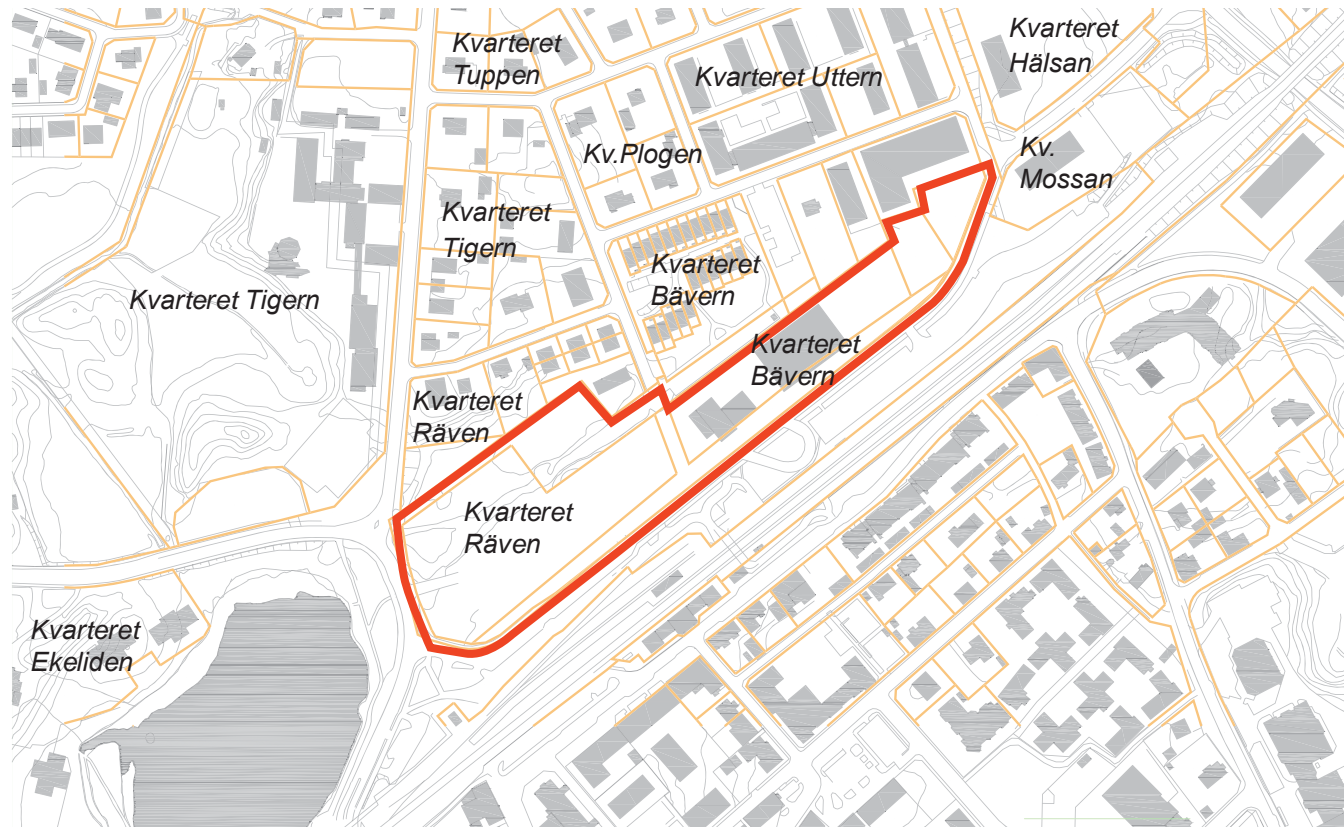 Kvarteret
Tuppen
Kvarteret Uttern
Kvarteret
Hälsan
Kv.Plogen
Kv.
Mossan
Kvarteret
Tigern
Kvarteret Tigern
Kvarteret
Bävern
Kvarteret
Bävern
Kvarteret
Räven
Kvarteret
Räven
Kvarteret
Ekeliden